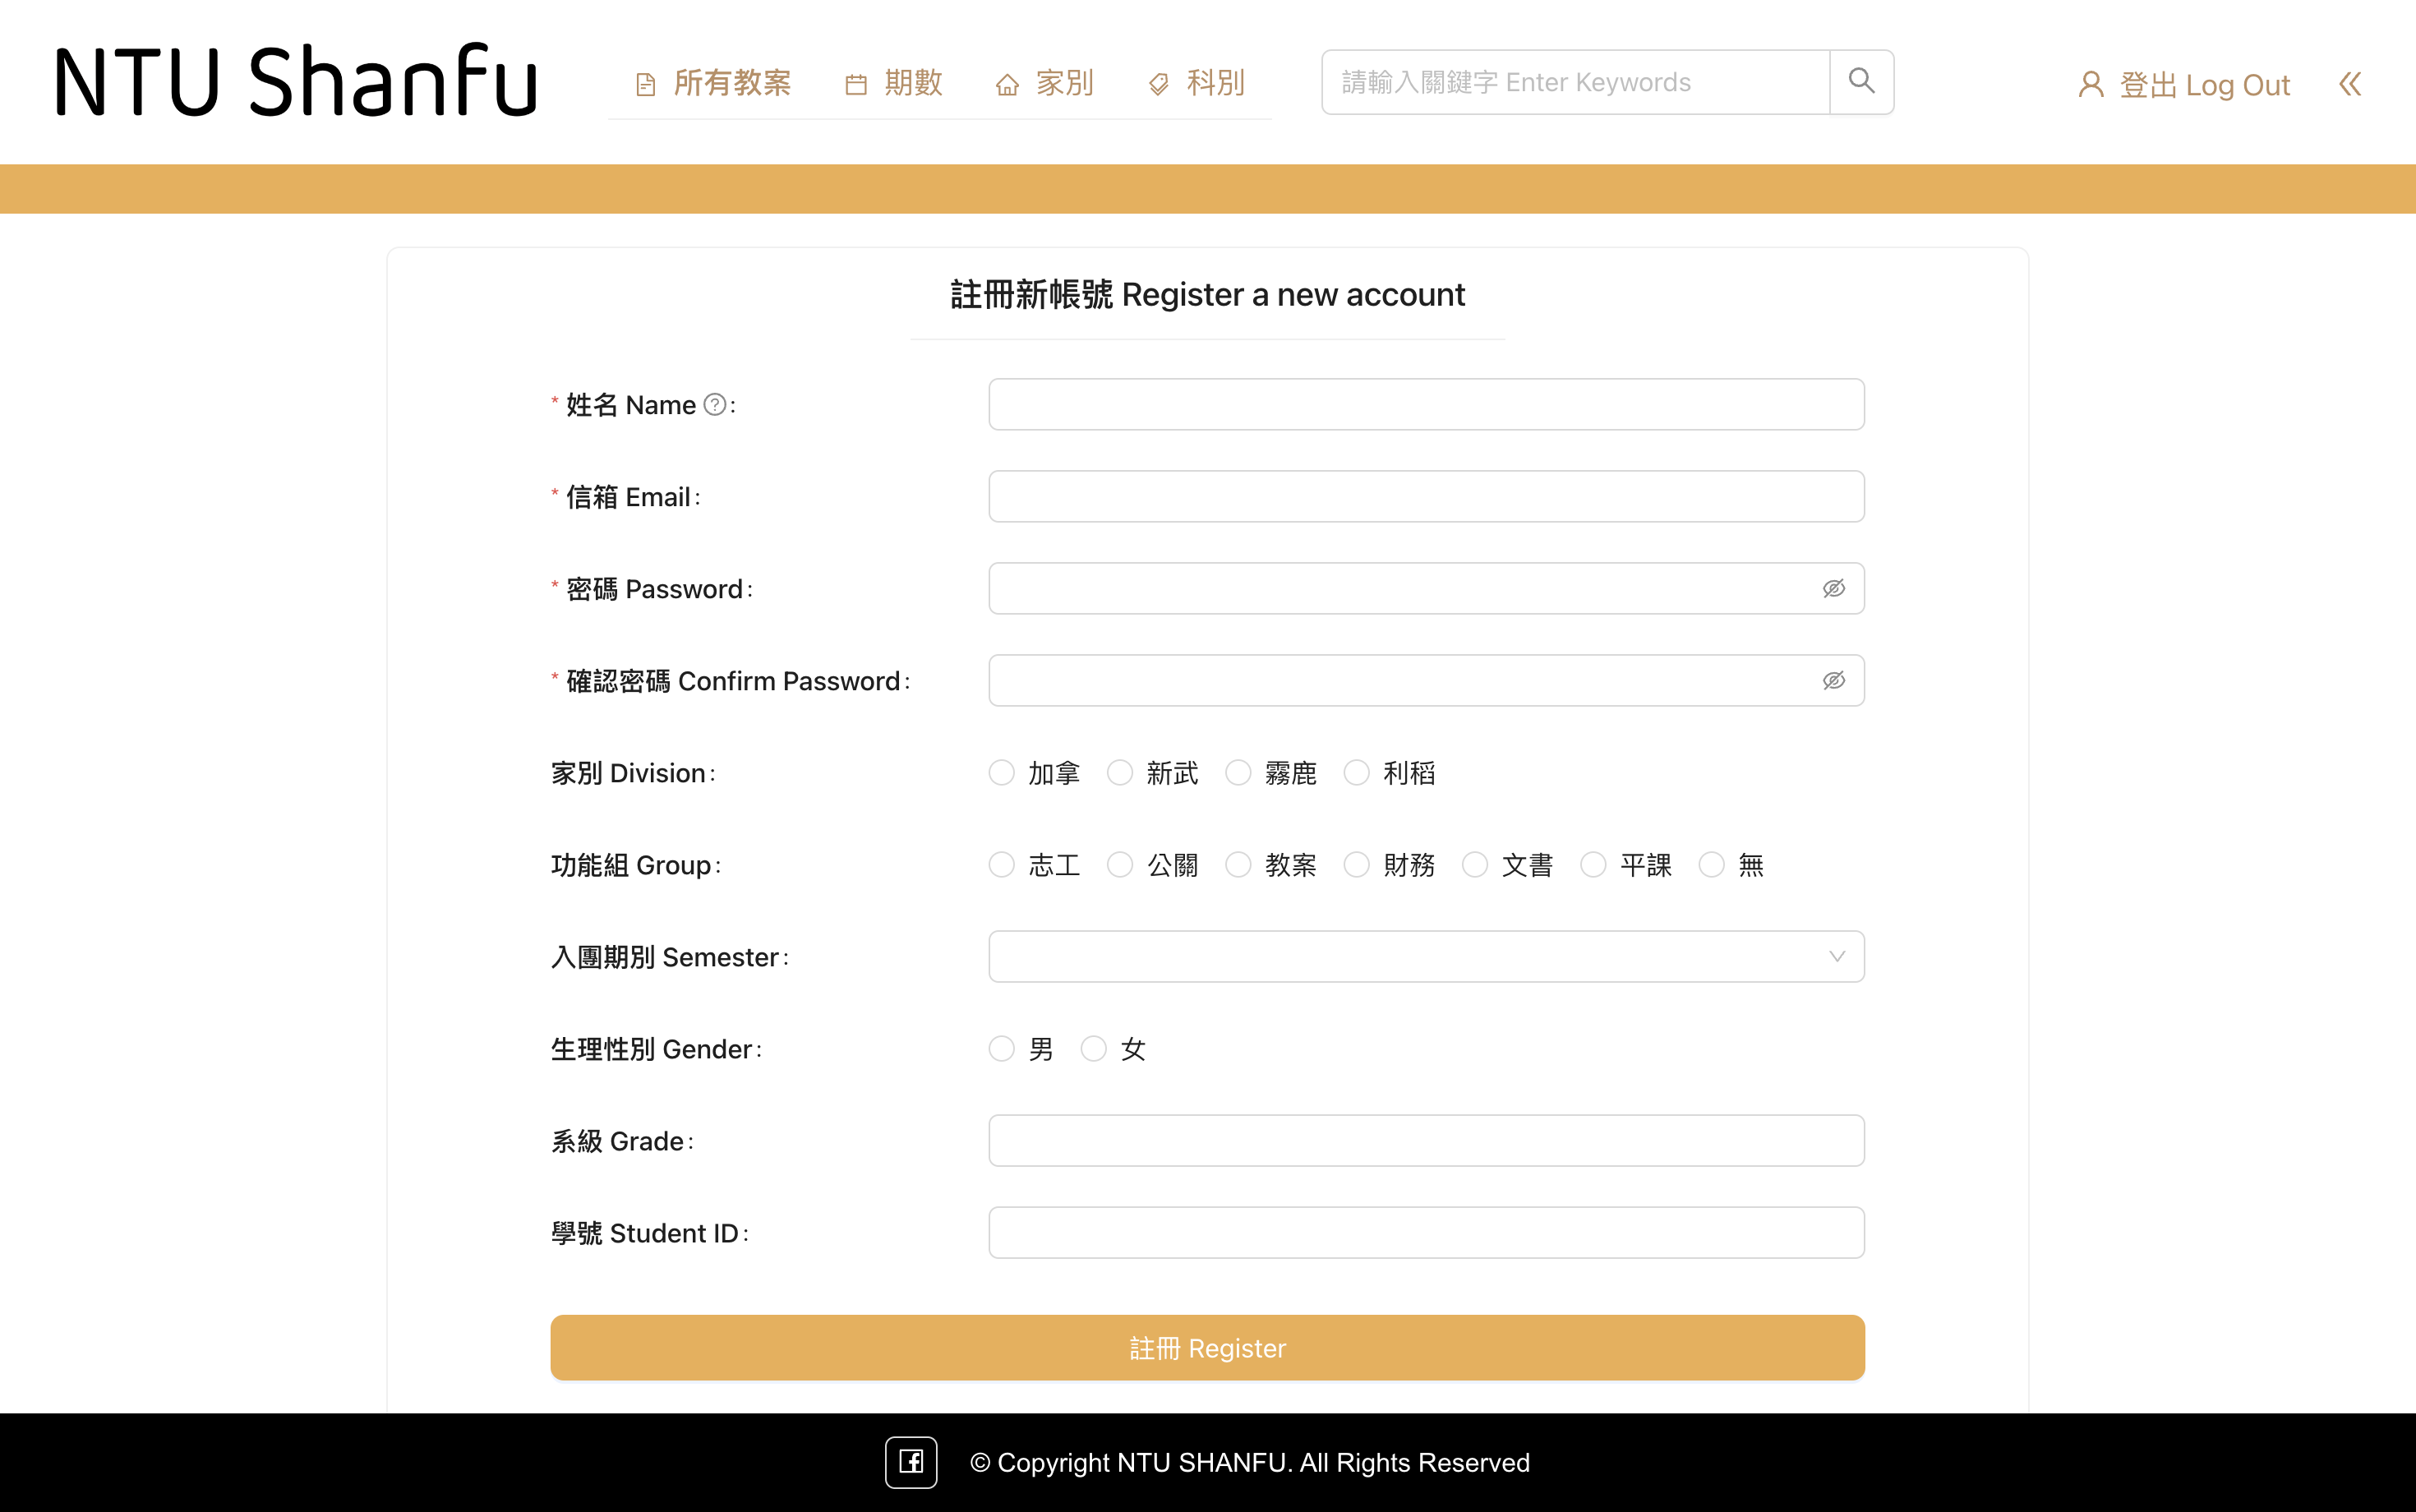 NTU Shanfu
所有教案 期數 家別 科別
請輸入關鍵字 Enter Keywords
登出 Log Out
註冊新帳號 Register a new account
* 姓名 Name ? :
* 信箱 Email :
* 密碼 Password :
* 確認密碼 Confirm Password :
家別 Division : 加拿 新武 霧鹿 利稻
功能組 Group : 志工 公關 教案 財務 文書 平課 無
入團期別 Semester :
生理性別 Gender : 男 女
系級 Grade :
學號 Student ID :
註冊 Register
© Copyright NTU SHANFU. All Rights Reserved